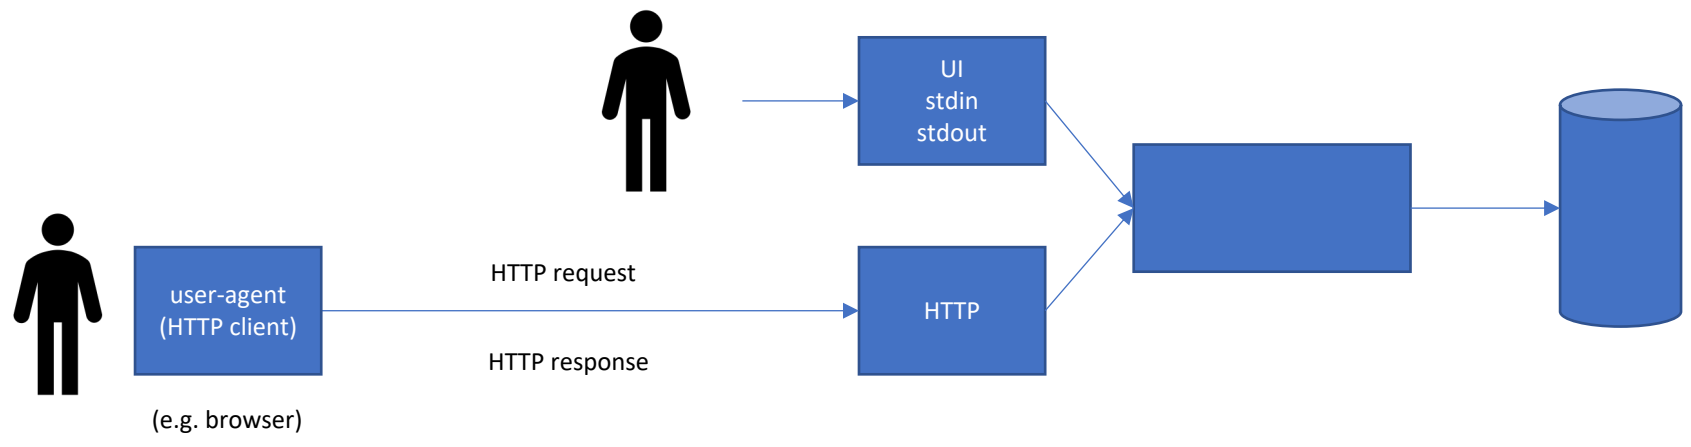 UI
stdin
stdout
user-agent
(HTTP client)
HTTP request
HTTP
HTTP response
(e.g. browser)